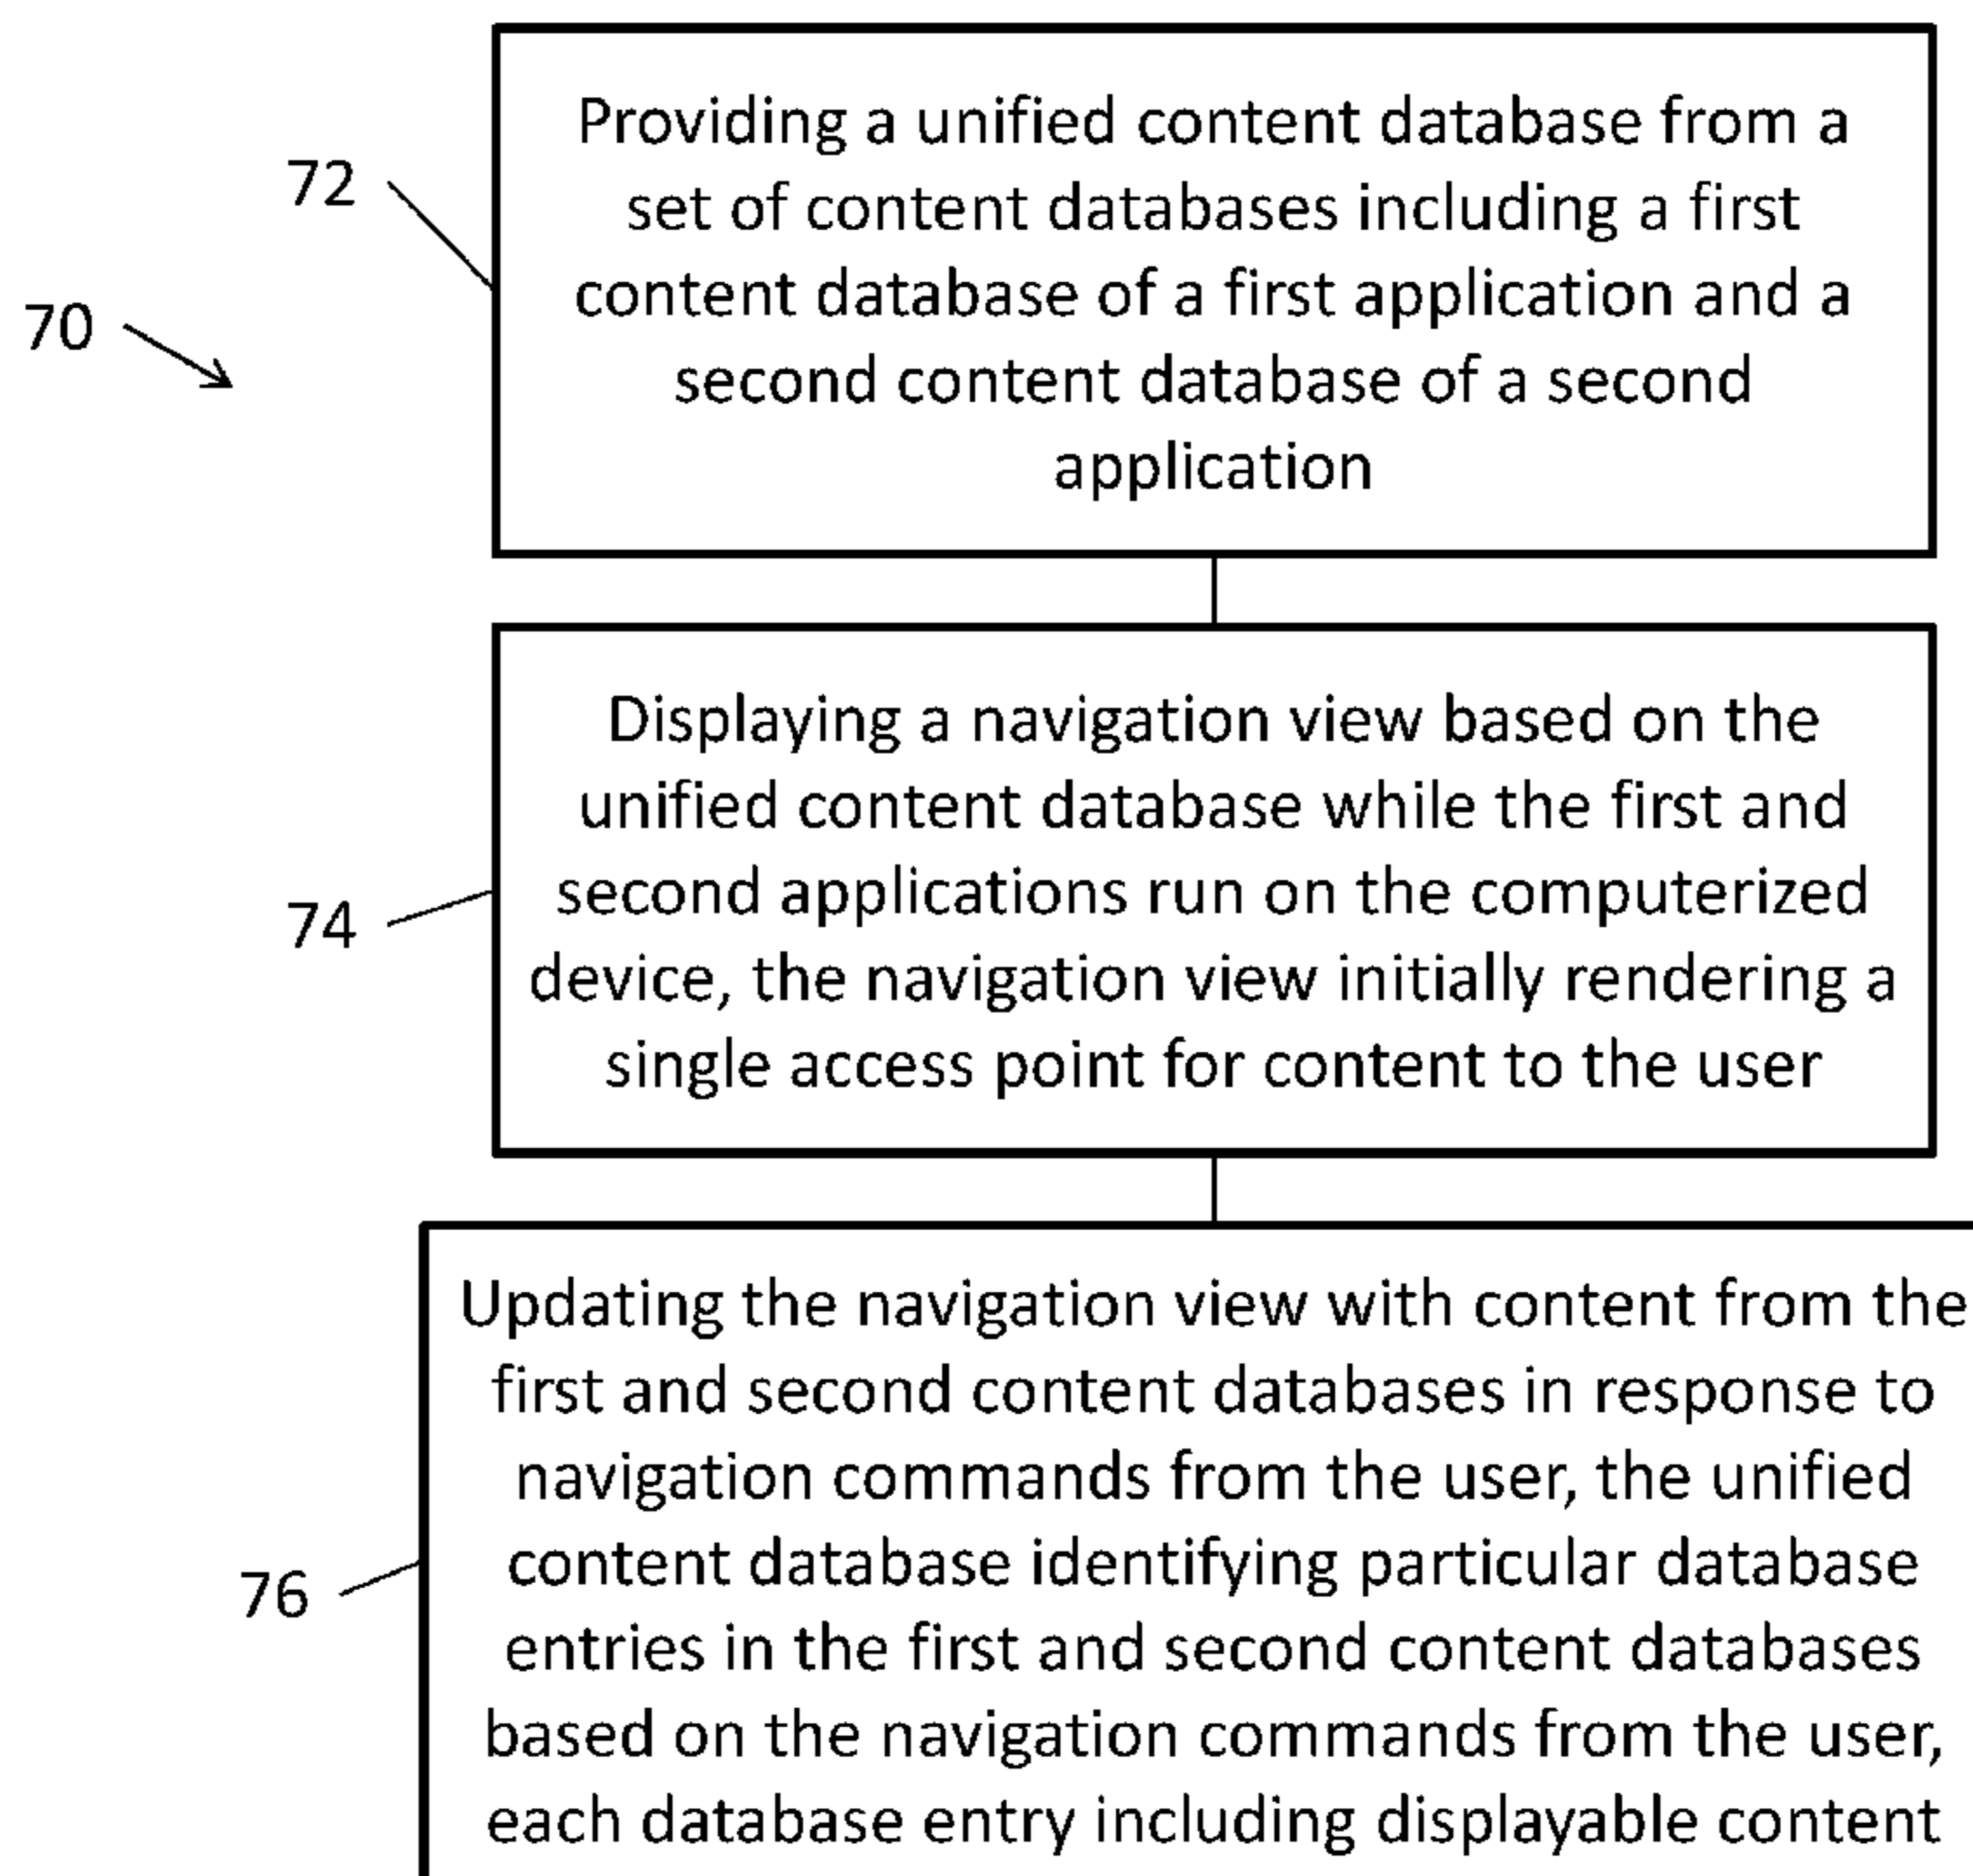 Providing a unified content database from a
set of content databases including a first
content database of a first application and a
second content database of a second
application
72
70
Displaying a navigation view based on the
unified content database while the first and
second applications run on the computerized
device, the navigation view initially rendering a
single access point for content to the user
74
Updating the navigation view with content from the
first and second content databases in response to
navigation commands from the user, the unified
content database identifying particular database
entries in the first and second content databases
based on the navigation commands from the user,
each database entry including displayable content
76